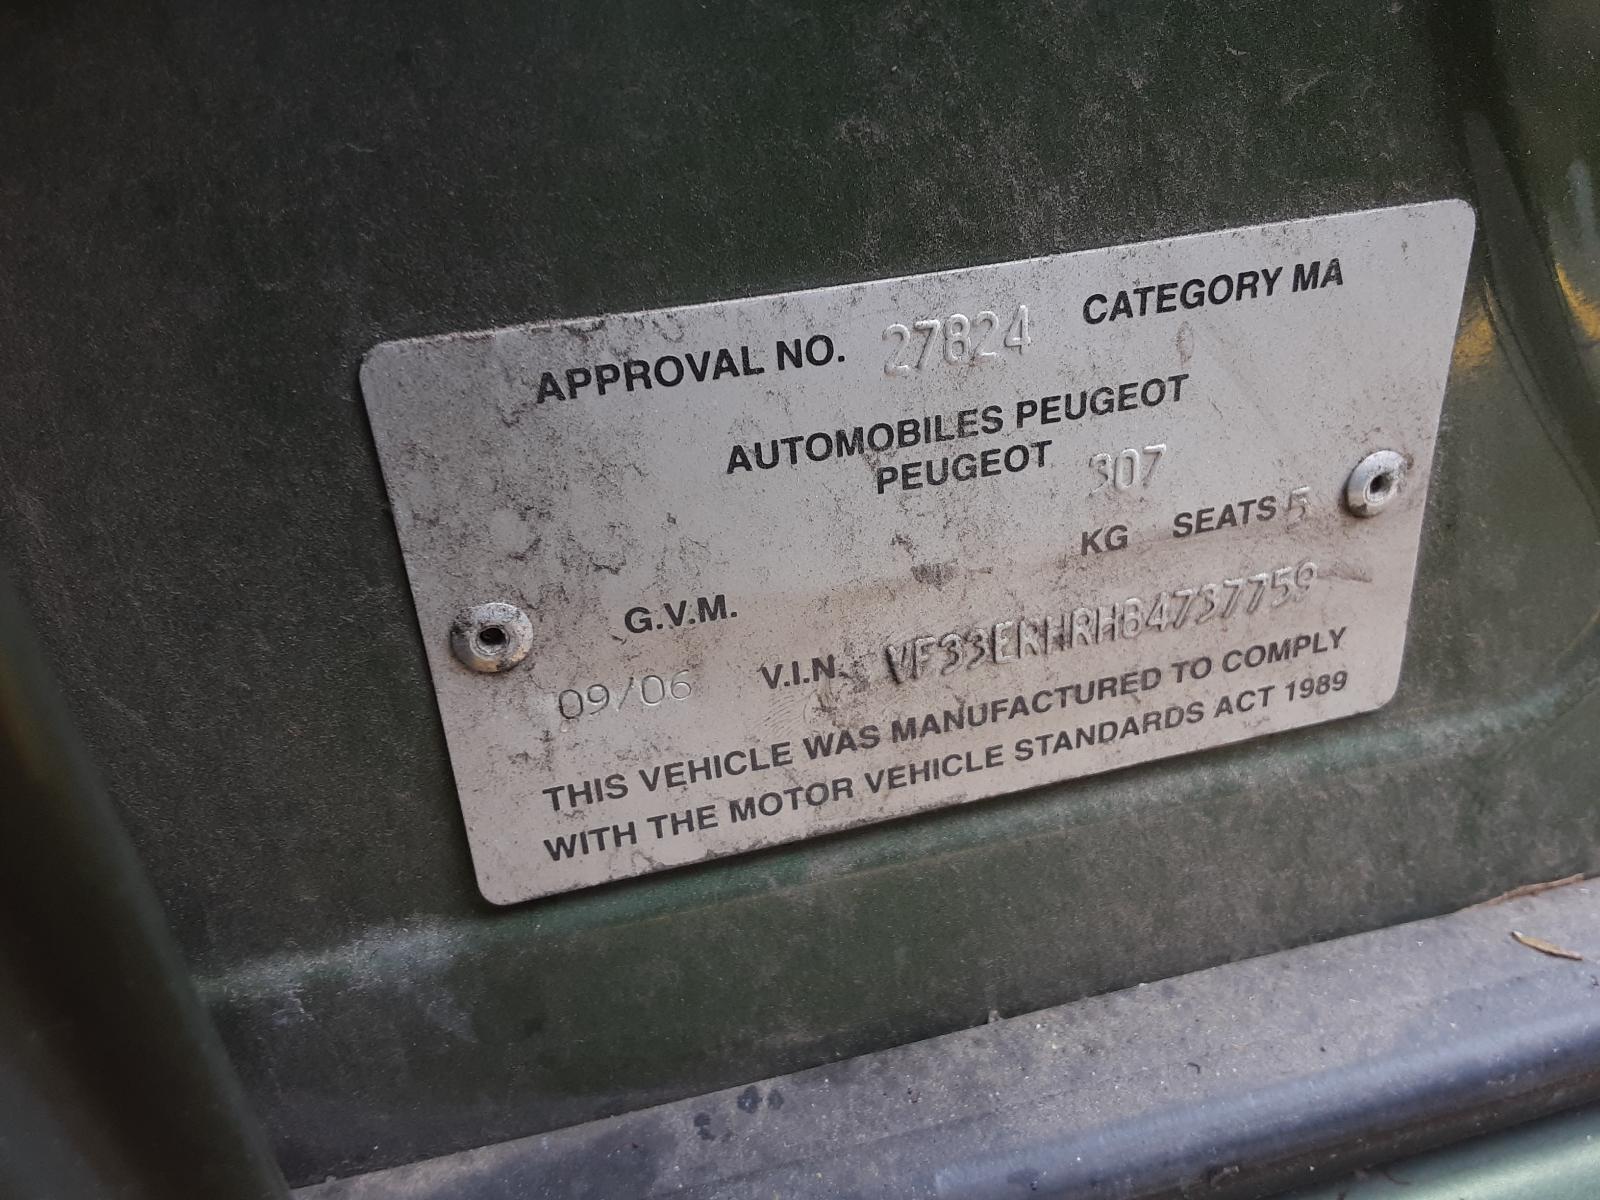 APPROVAL NO. 27824 CATEGORY MA
AUTOMOBILES PEUGEOT
PEUGEOT 307
G.V.M. KG SEATS 5
09/06 V.I.N. VF33ERHRHB4737759
THIS VEHICLE WAS MANUFACTURED TO COMPLY
WITH THE MOTOR VEHICLE STANDARDS ACT 1989